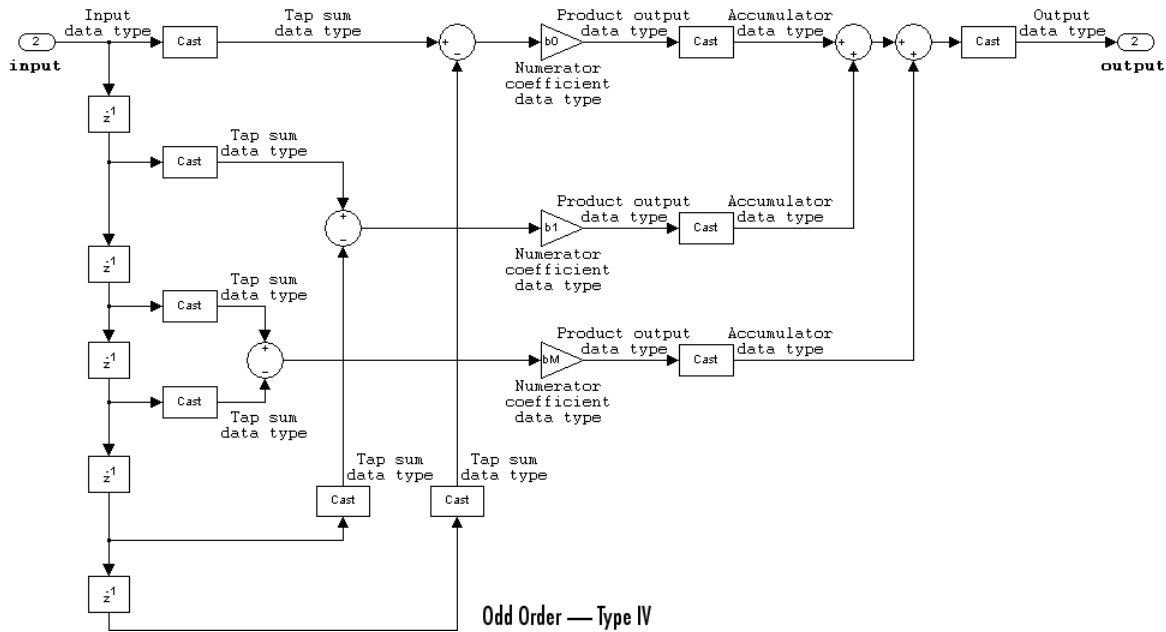 Input
data type
Tap sum
data type
Product output
data type
Accumulator
data type
Output
data type
2
input
Cast
+
−
b0
Cast
+
+
+
+
Cast
2
output
Numerator
coefficient
data type
z-1
Tap sum
data type
Cast
+
−
Product output
data type
Accumulator
data type
b1
Cast
Numerator
coefficient
data type
z-1
Tap sum
data type
Cast
+
−
Product output
data type
Accumulator
data type
z-1
bM
Cast
Cast
Numerator
coefficient
data type
Tap sum
data type
z-1
Tap sum
data type
Tap sum
data type
Cast
Cast
z-1
Odd Order — Type IV